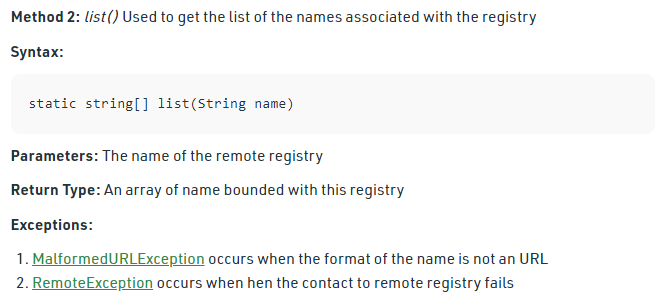 Method 2: list() Used to get the list of the names associated with the registry
Syntax:
static string[] list(String name)
Parameters: The name of the remote registry
Return Type: An array of name bounded with this registry
Exceptions:
1. MalformedURLException occurs when the format of the name is not an URL
2. RemoteException occurs when hen the contact to remote registry fails